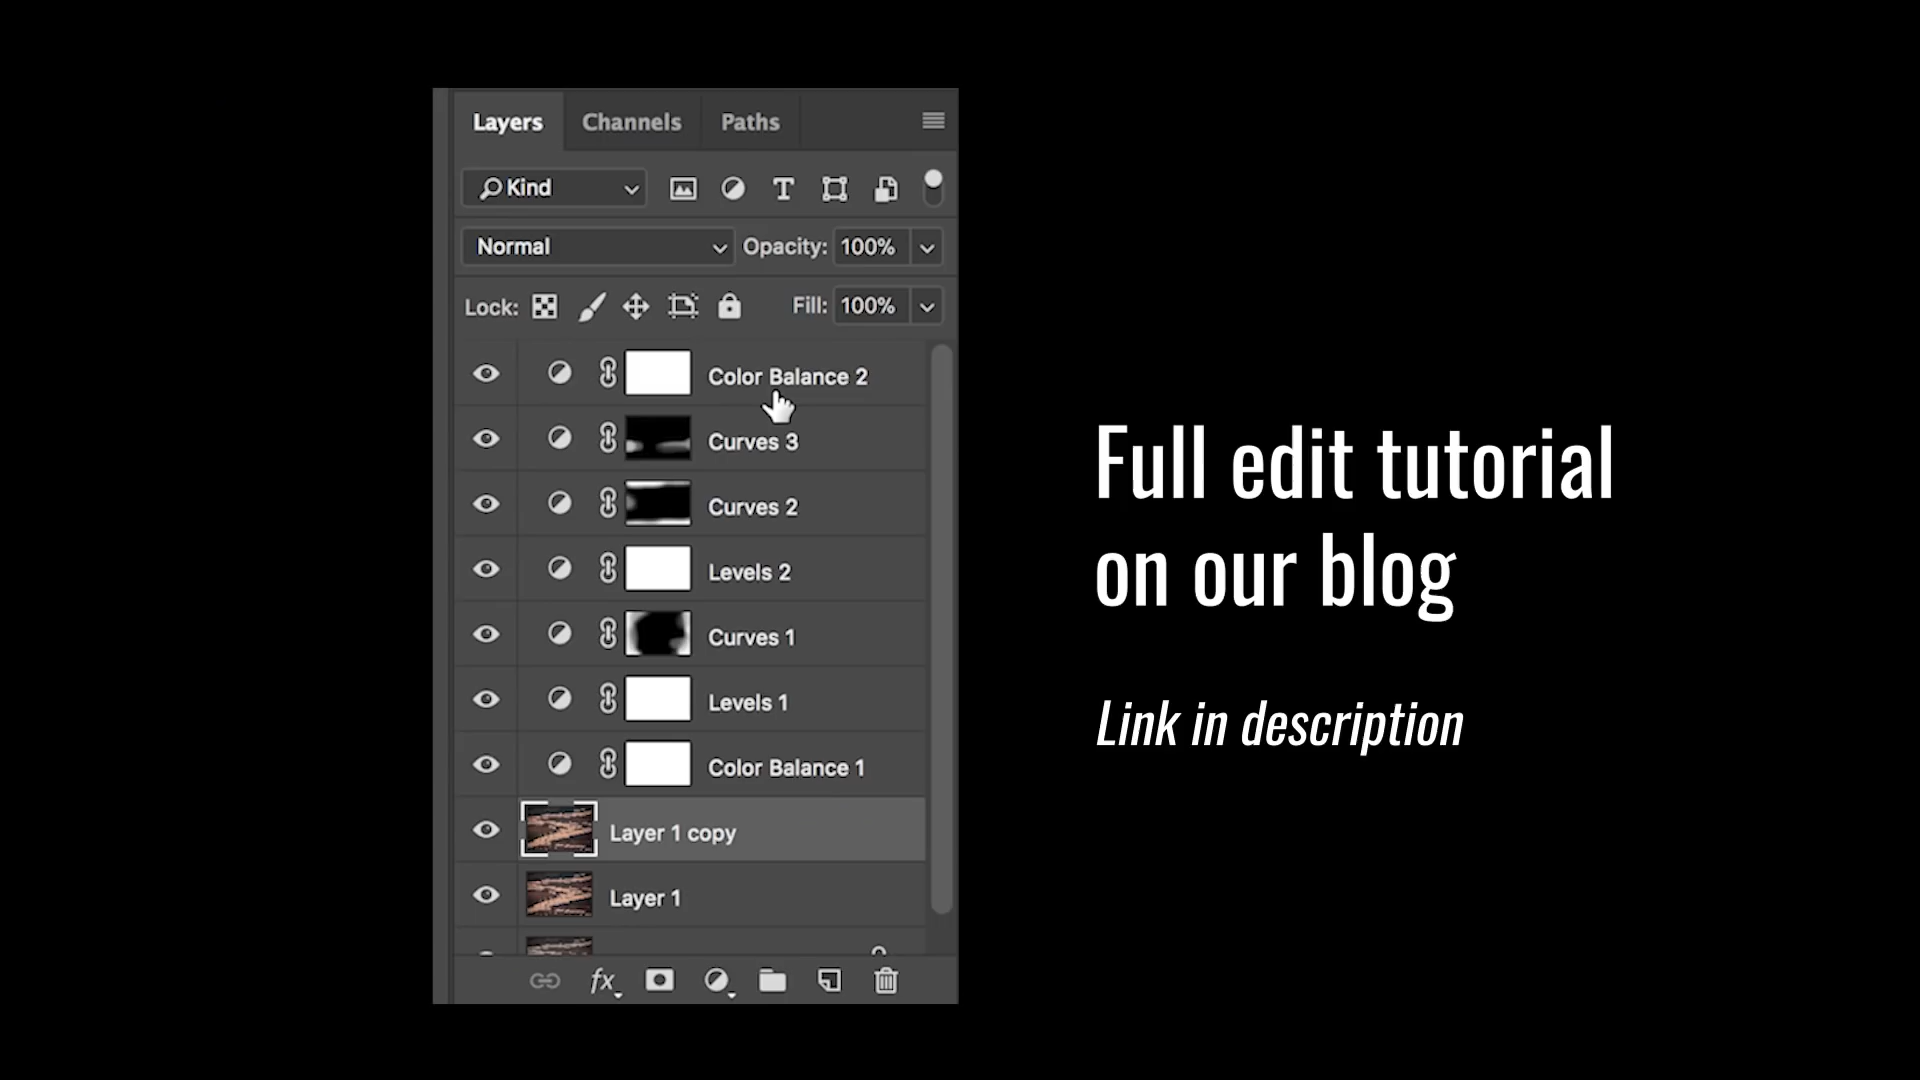 Layers Channels Paths
Kind
Normal Opacity: 100%
Lock: Fill: 100%
Color Balance 2
Curves 3
Curves 2
Levels 2
Curves 1
Levels 1
Color Balance 1
Layer 1 copy
Layer 1
fx
Full edit tutorial
on our blog
Link in description